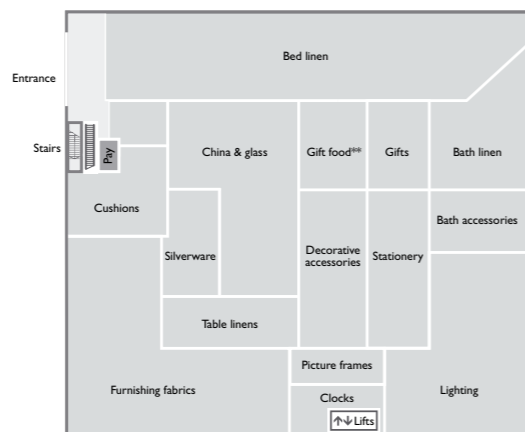 Bed linen
Entrance
Stairs
Pay
China & glass
Gift food**
Gifts
Bath linen
Cushions
Bath accessories
Silverware
Decorative
accessories
Stationery
Table linens
Picture frames
Furnishing fabrics
Clocks
Lighting
Lifts